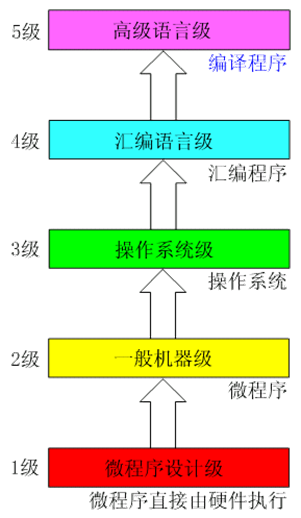 5级 高级语言级
编译程序
4级 汇编语言级
汇编程序
3级 操作系统级
操作系统
2级 一般机器级
微程序
1级 微程序设计级
微程序直接由硬件执行